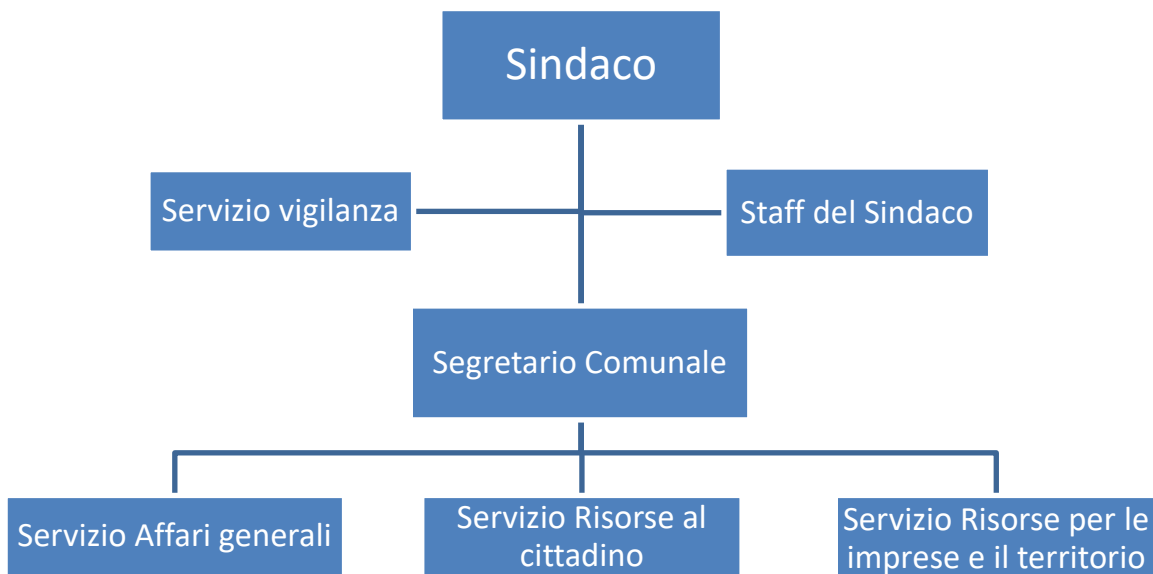 Sindaco
Servizio vigilanza
Staff del Sindaco
Segretario Comunale
Servizio Affari generali
Servizio Risorse al
cittadino
Servizio Risorse per le
imprese e il territorio